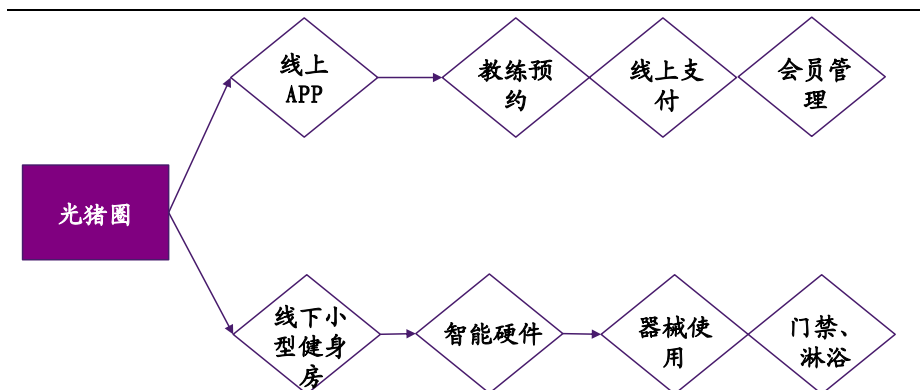 线上
APP
教练预
约
线上支
付
会员管
理
光猪圈
线下小
型健身
房
智能硬件
器械使
用
门禁、
淋浴